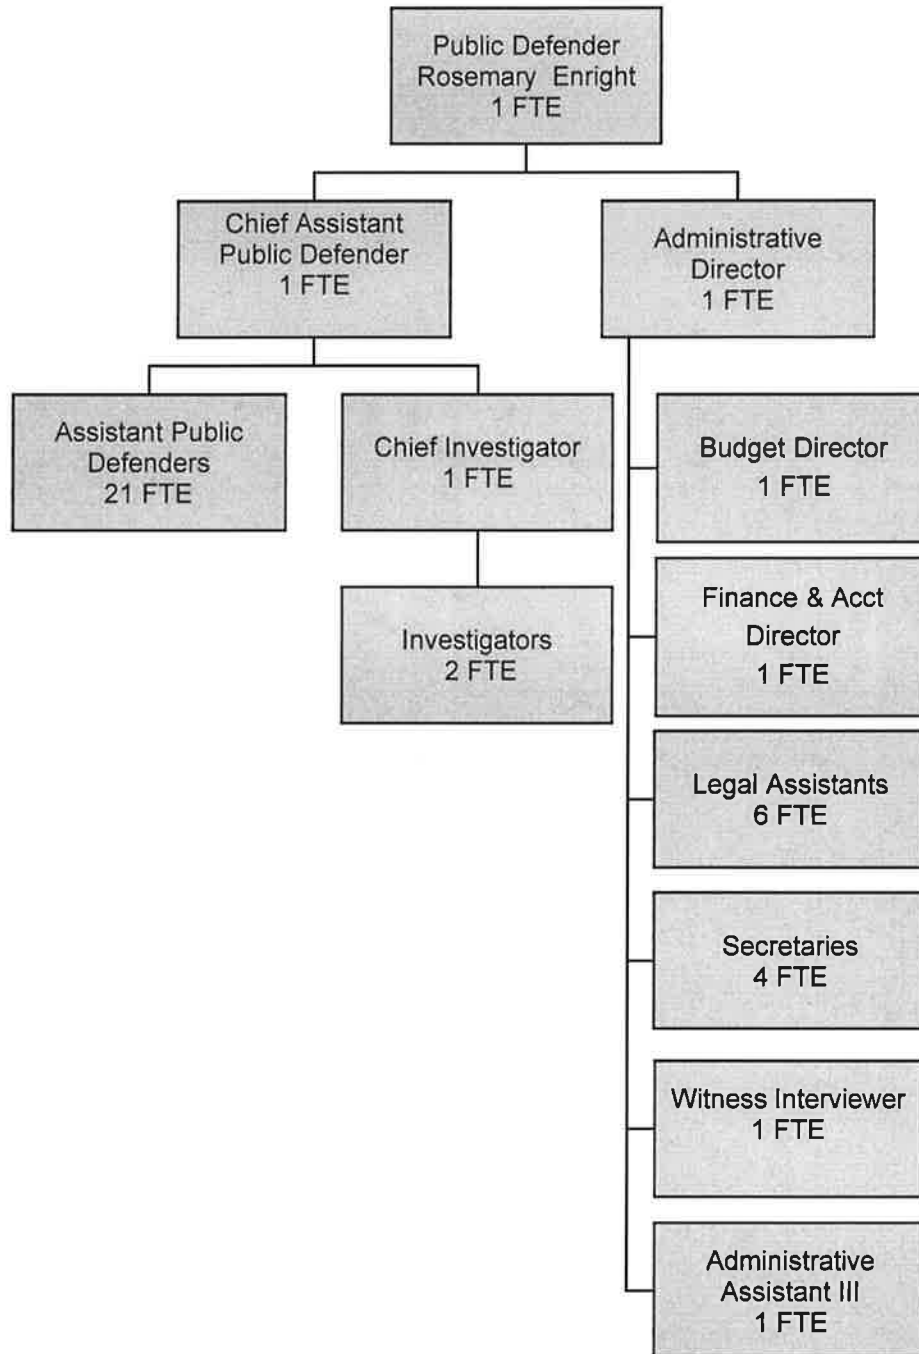 Public Defender
Rosemary Enright
1 FTE
Chief Assistant
Public Defender
1 FTE
Administrative
Director
1 FTE
Assistant Public
Defenders
21 FTE
Chief Investigator
1 FTE
Investigators
2 FTE
Budget Director
1 FTE
Finance & Acct
Director
1 FTE
Legal Assistants
6 FTE
Secretaries
4 FTE
Witness Interviewer
1 FTE
Administrative
Assistant III
1 FTE